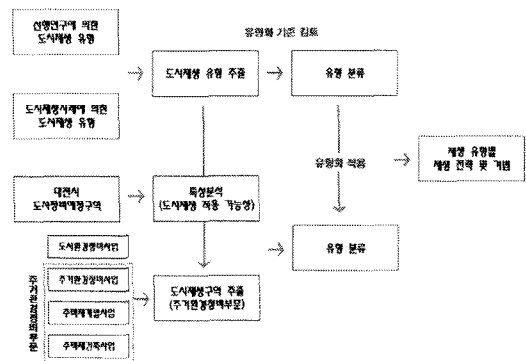 선행연구에 의한
도시재생 유형
유형화 기준 검토
도시재생 유형 추출
유형 분류
도시재생사례에 의한
도시재생 유형
유형화 적용
재생 유형별
재생 전략 및 기법
대전시
도시정비예정구역
특성분석
(도시재생 적용 가능성)
유형 분류
도시환경정비사업
주거환경정비부문
주거환경정비사업
주택재개발사업
주택재건축사업
도시재생구역 추출
(주거환경정비부문)